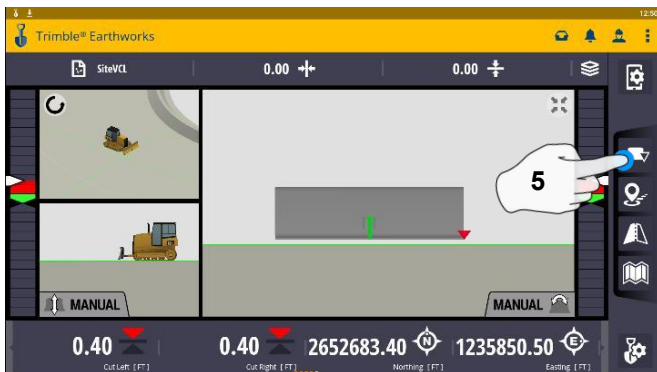 12:50
Trimble® Earthworks
SiteVCL 0.00 0.00
5
MANUAL MANUAL
0.40 0.40 2652683.40 N 1235850.50 E
Cut Left [FT] Cut Right [FT] Northing [FT] Easting [FT]